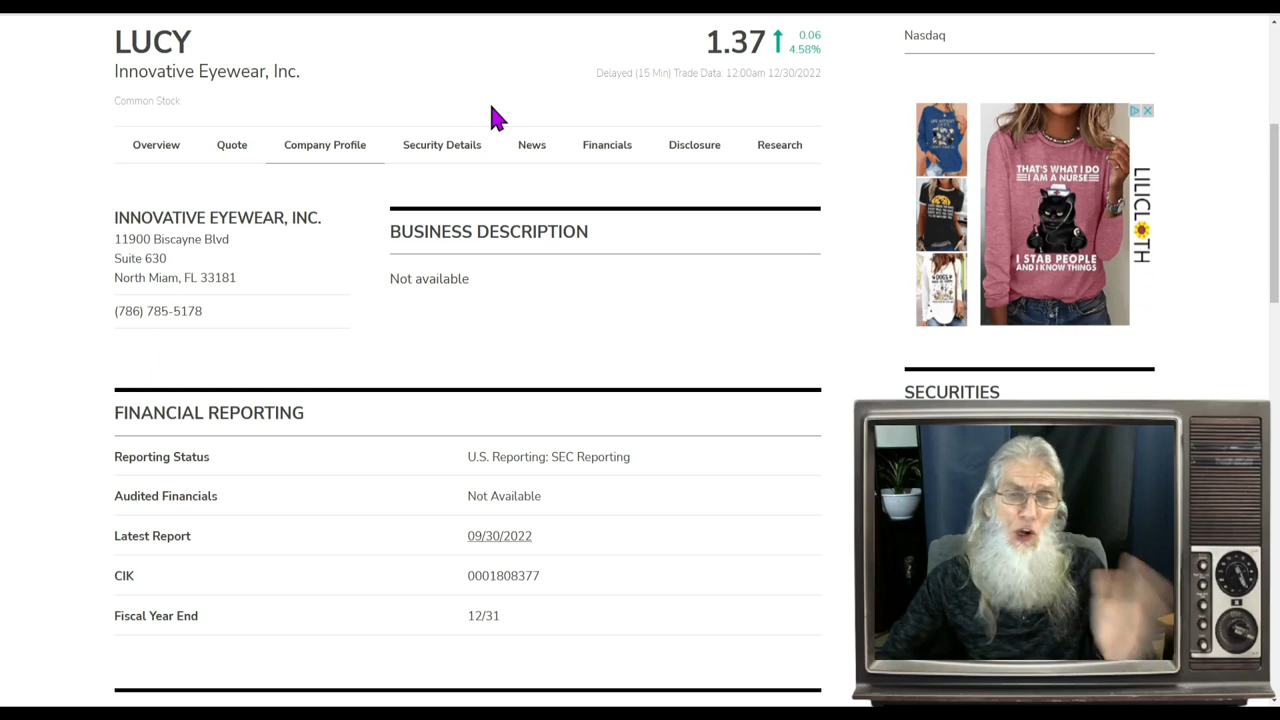 LUCY
Innovative Eyewear, Inc.
Common Stock
1.37
0.06
4.58%
Delayed (15 Min) Trade Data: 12:00am 12/30/2022
Overview
Quote
Company Profile
Security Details
News
Financials
Disclosure
Research
INNOVATIVE EYEWEAR, INC.
11900 Biscayne Blvd
Suite 630
North Miam, FL 33181
(786) 785-5178
BUSINESS DESCRIPTION
Not available
FINANCIAL REPORTING
Reporting Status U.S. Reporting: SEC Reporting
Audited Financials Not Available
Latest Report 09/30/2022
CIK 0001808377
Fiscal Year End 12/31
Nasdaq
THAT'S WHAT I DO
I AM A NURSE
I STAB PEOPLE
AND I KNOW THINGS
LILICLOTH
SECURITIES